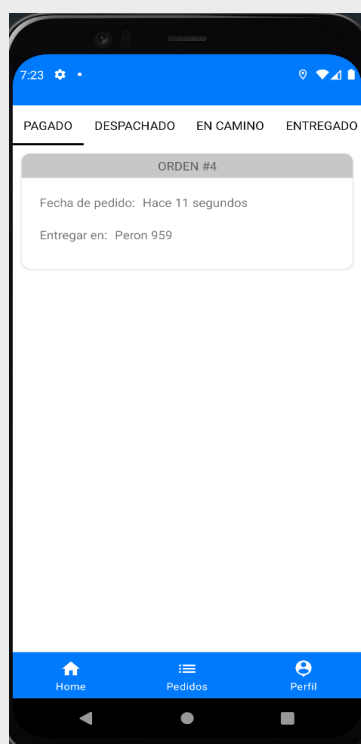 7:23
PAGADO DESPACHADO EN CAMINO ENTREGADO
ORDEN #4
Fecha de pedido: Hace 11 segundos
Entregar en: Peron 959
Home Pedidos Perfil